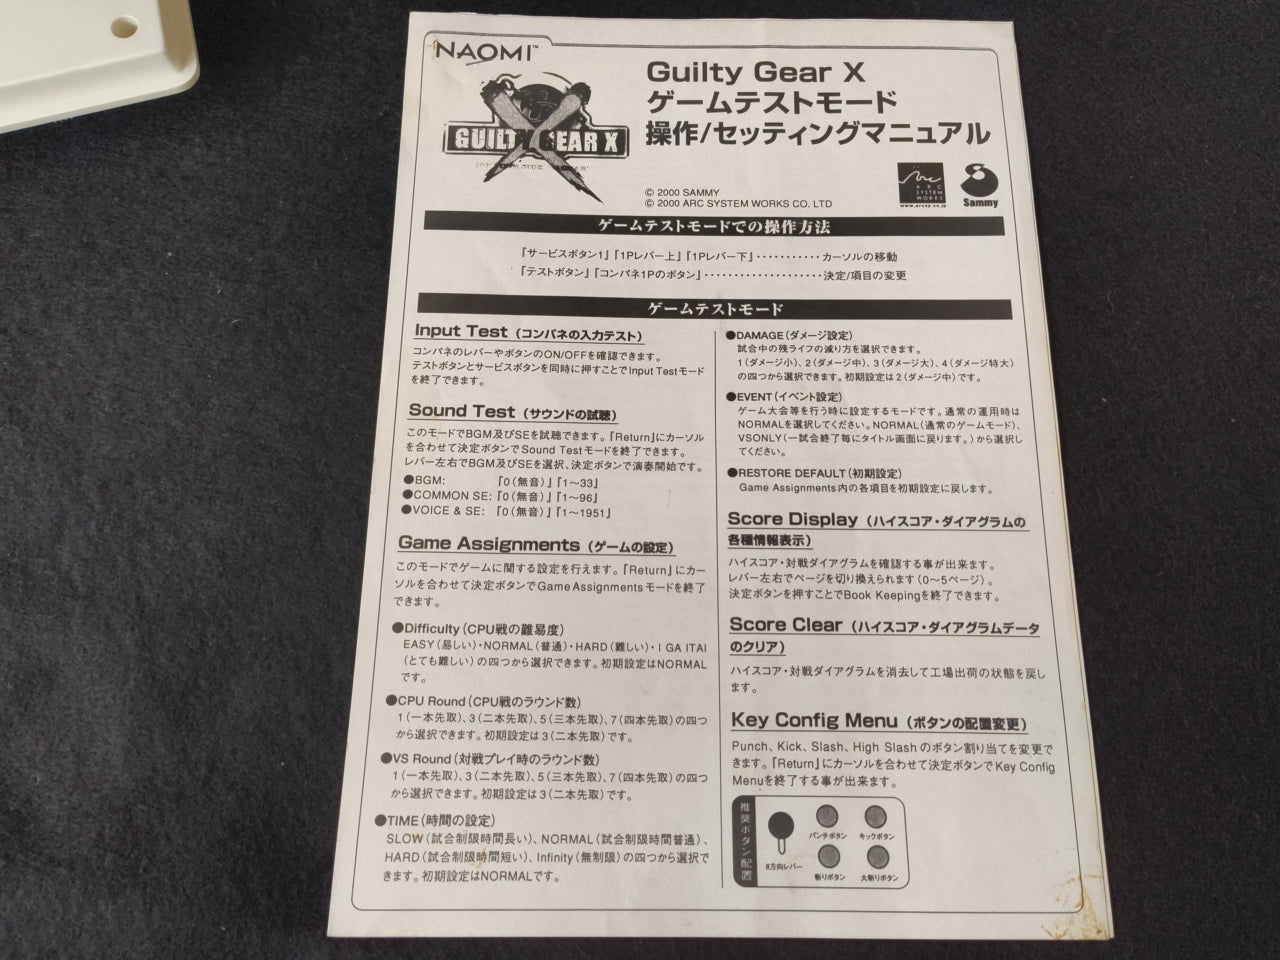 NAOMI™
GUILTY GEAR X
Guilty Gear X
ゲームテストモード
操作/セッティングマニュアル
© 2000 SAMMY
© 2000 ARC SYSTEM WORKS CO. LTD
ARC
SYSTEM
WORKS
Sammy
ゲームテストモードでの操作方法
『サービスボタン1』『1Pレバー上』『1Pレバー下』・・・・・・・・・・・カーソルの移動
『テストボタン』『コンパネ1Pのボタン』・・・・・・・・・・・・・・・・・・・・決定/項目の変更
ゲームテストモード
Input Test（コンパネの入力テスト）
コンパネのレバーやボタンのON/OFFを確認できます。
テストボタンとサービスボタンを同時に押すことでInput Testモード
を終了できます。
Sound Test（サウンドの試聴）
このモードでBGM及びSEを試聴できます。『Return』にカーソル
を合わせて決定ボタンでSound Testモードを終了できます。
レバー左右でBGM及びSEを選択、決定ボタンで演奏開始です。
●BGM: 『0（無音）』『1〜33』
●COMMON SE: 『0（無音）』『1〜96』
●VOICE & SE: 『0（無音）』『1〜1951』
Game Assignments（ゲームの設定）
このモードでゲームに関する設定を行えます。『Return』にカー
ソルを合わせて決定ボタンでGame Assignmentsモードを終了
できます。
●Difficulty（CPU戦の難易度）
EASY（易しい）・NORMAL（普通）・HARD（難しい）・I GA ITAI
（とても難しい）の四つから選択できます。初期設定はNORMAL
です。
●CPU Round（CPU戦のラウンド数）
1（一本先取）、3（二本先取）、5（三本先取）、7（四本先取）の四つ
から選択できます。初期設定は3（二本先取）です。
●VS Round（対戦プレイ時のラウンド数）
1（一本先取）、3（二本先取）、5（三本先取）、7（四本先取）の四つ
から選択できます。初期設定は3（二本先取）です。
●TIME（時間の設定）
SLOW（試合制限時間長い）、NORMAL（試合制限時間普通）、
HARD（試合制限時間短い）、Infinity（無制限）の四つから選択で
きます。初期設定はNORMALです。
●DAMAGE（ダメージ設定）
試合中の残ライフの減り方を選択できます。
1（ダメージ小）、2（ダメージ中）、3（ダメージ大）、4（ダメージ特大）
の四つから選択できます。初期設定は2（ダメージ中）です。
●EVENT（イベント設定）
ゲーム大会等を行う時に設定するモードです。通常の運用時は
NORMALを選択してください。NORMAL（通常のゲームモード）、
VSONLY（一試合終了毎にタイトル画面に戻ります。）から選択し
てください。
●RESTORE DEFAULT（初期設定）
Game Assignments内の各項目を初期設定に戻します。
Score Display（ハイスコア・ダイアグラムの
各種情報表示）
ハイスコア・対戦ダイアグラムを確認する事が出来ます。
レバー左右でページを切り換えられます（0〜5ページ）。
決定ボタンを押すことでBook Keepingを終了できます。
Score Clear（ハイスコア・ダイアグラムデータ
のクリア）
ハイスコア・対戦ダイアグラムを消去して工場出荷の状態を戻し
ます。
Key Config Menu（ボタンの配置変更）
Punch、Kick、Slash、High Slashのボタン割り当てを変更で
きます。『Return』にカーソルを合わせて決定ボタンでKey Config
Menuを終了する事が出来ます。
推奨ボタン配置
8方向レバー
パンチボタン
キックボタン
斬りボタン
大斬りボタン